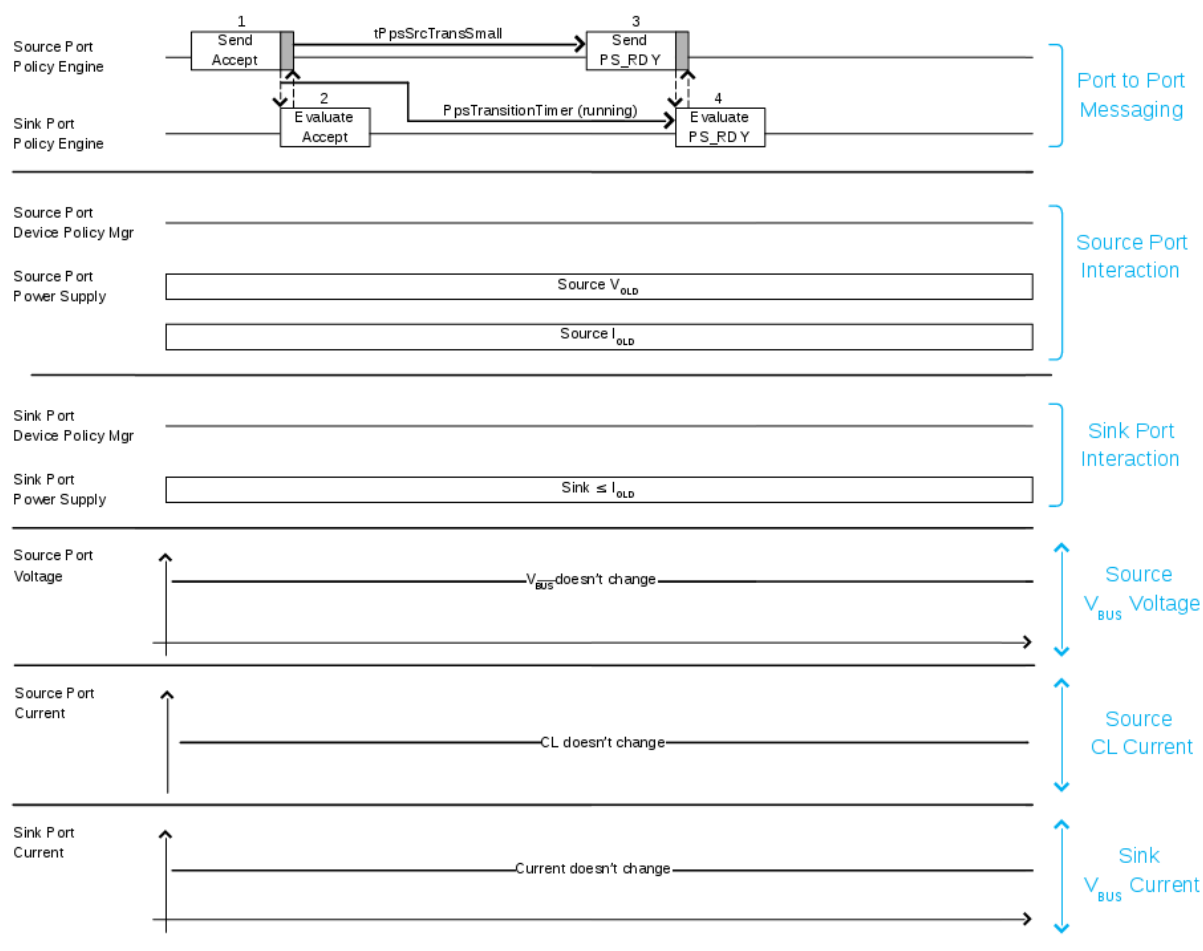 1
3
Source Port
Policy Engine
Send
Accept
tPpsSrcTransSmall
Send
PS_RDY
Port to Port
Messaging
2
4
Sink Port
Policy Engine
Evaluate
Accept
PpsTransitionTimer (running)
Evaluate
PS_RDY
Source Port
Device Policy Mgr
Source Port
Interaction
Source Port
Power Supply
Source VOLD
Source IOLD
Sink Port
Device Policy Mgr
Sink Port
Interaction
Sink Port
Power Supply
Sink ≤ IOLD
Source Port
Voltage
VBUS doesn't change
Source
VBUS Voltage
Source Port
Current
CL doesn't change
Source
CL Current
Sink Port
Current
Current doesn't change
Sink
VBUS Current